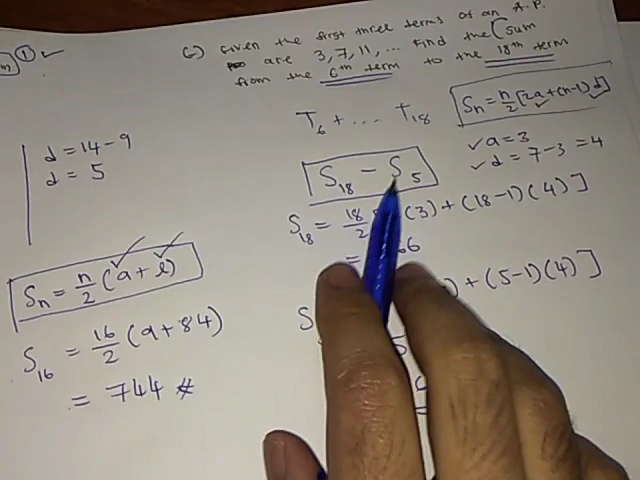 ① ✓
d = 14 - 9
d = 5
Sn = n/2 (a + l)
S16 = 16/2 (9 + 84)
= 744 #
(c) Given the first three terms of an A.P.
are 3, 7, 11, ... Find the (sum
from the 6th term to the 18th term
T6 + ... T18
Sn = n/2 [2a + (n-1) d]
✓ a = 3
✓ d = 7 - 3 = 4
S18 - S5
S18 = 18/2 (3) + (18-1) (4) ]
= 66
S ) + (5-1) (4) ]
5
=